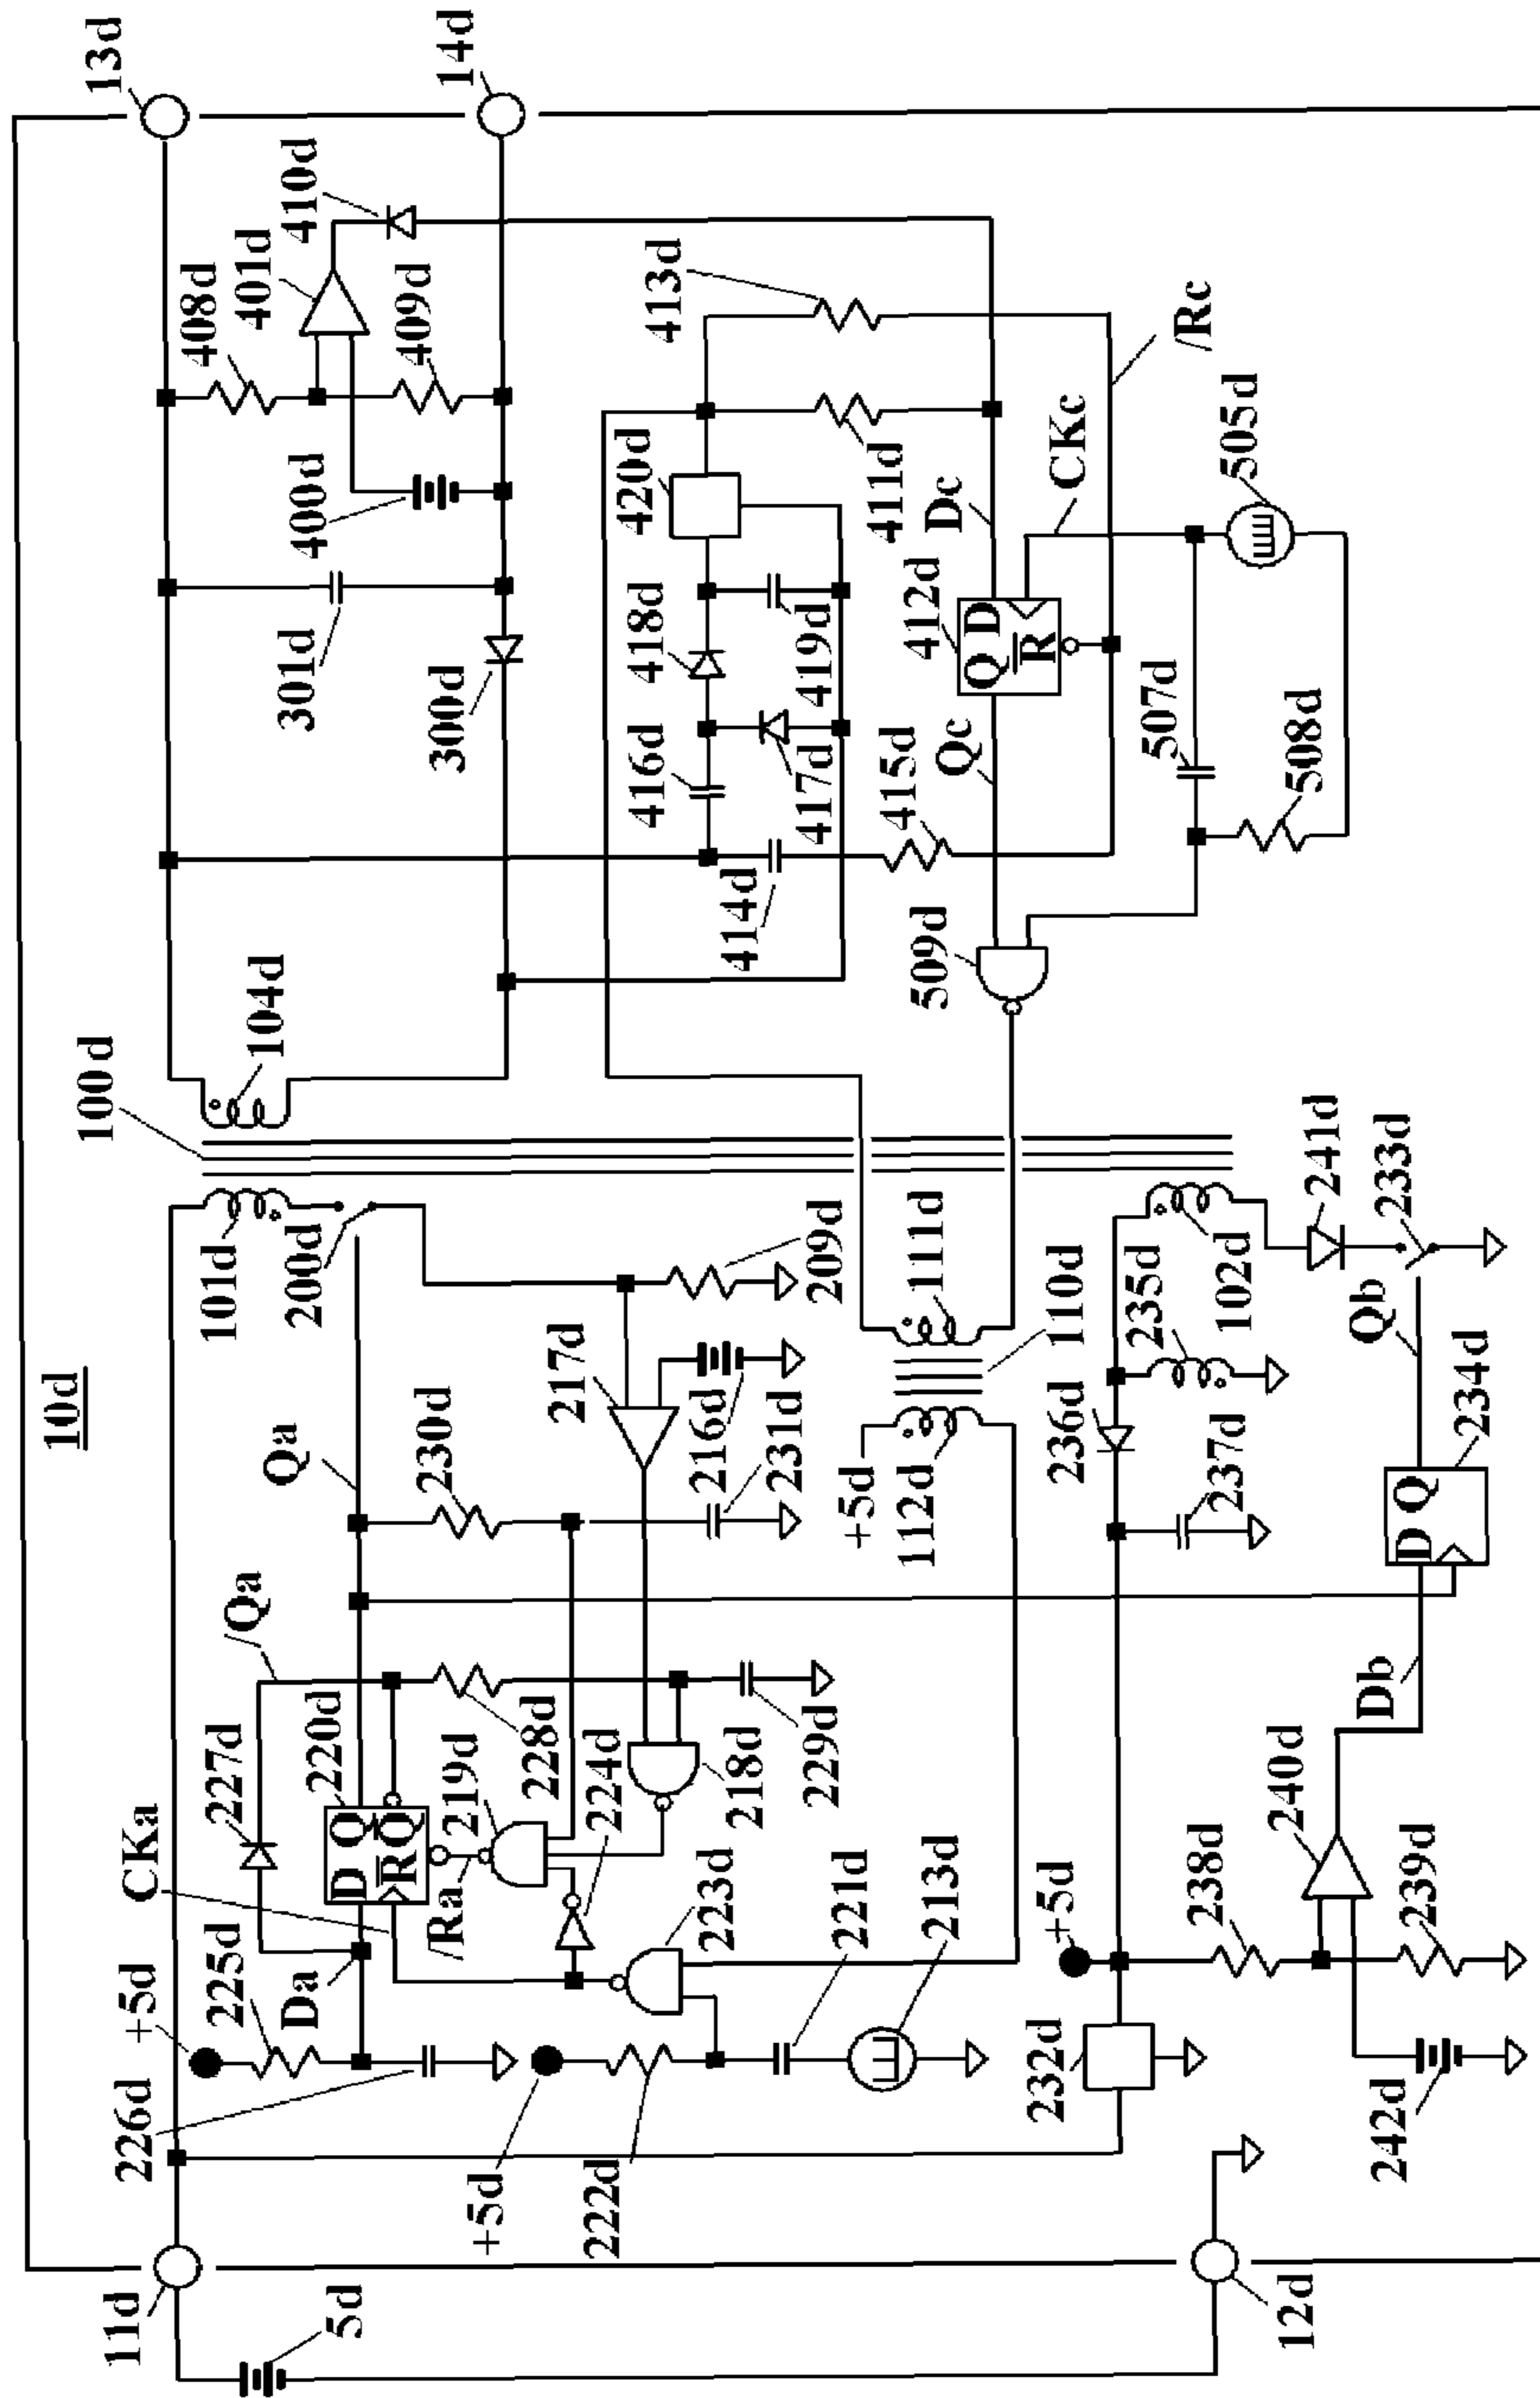 10d
11d
5d
12d
13d
14d
100d
101d
104d
200d
209d
Qa
/Qa
230d
217d
216d
231d
CKa
227d
220d
D Q
R Q
219d
/Ra
228d
224d
218d
229d
223d
221d
213d
+5d
225d
Da
226d
+5d
222d
+5d
112d
111d
110d
+5d
232d
238d
239d
240d
242d
Db
D Q
234d
Qb
233d
241d
102d
235d
236d
237d
408d
401d
410d
409d
400d
301d
300d
413d
420d
411d
418d
419d
416d
417d
414d
415d
Dc
CKc
/Rc
412d
Q D
R
Qc
505d
507d
508d
509d